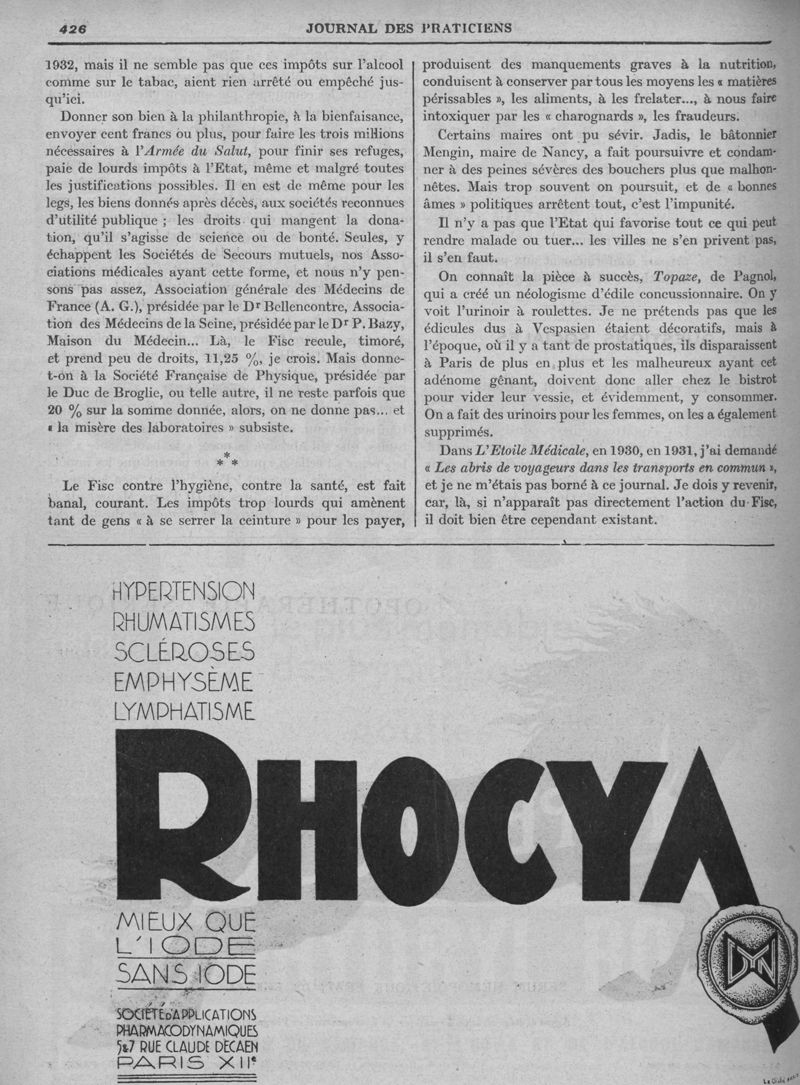 426
JOURNAL DES PRATICIENS
1932, mais il ne semble pas que ces impôts sur l'alcool
comme sur le tabac, aient rien arrêté ou empêché jus-
qu'ici.
Donner son bien à la philanthropie, à la bienfaisance,
envoyer cent francs ou plus, pour faire les trois millions
nécessaires à l'Armée du Salut, pour finir ses refuges,
paie de lourds impôts à l'Etat, même et malgré toutes
les justifications possibles. Il en est de même pour les
legs, les biens donnés après décès, aux sociétés reconnues
d'utilité publique ; les droits qui mangent la dona-
tion, qu'il s'agisse de science ou de bonté. Seules, y
échappent les Sociétés de Secours mutuels, nos Asso-
ciations médicales ayant cette forme, et nous n'y pen-
sons pas assez, Association générale des Médecins de
France (A. G.), présidée par le Dr Bellencontre, Associa-
tion des Médecins de la Seine, présidée par le Dr P. Bazy,
Maison du Médecin... Là, le Fisc recule, timoré,
et prend peu de droits, 11,25 %, je crois. Mais donne-
t-on à la Société Française de Physique, présidée par
le Duc de Broglie, ou telle autre, il ne reste parfois que
20 % sur la somme donnée, alors, on ne donne pas... et
« la misère des laboratoires » subsiste.
*
* *
Le Fisc contre l'hygiène, contre la santé, est fait
banal, courant. Les impôts trop lourds qui amènent
tant de gens « à se serrer la ceinture » pour les payer,
produisent des manquements graves à la nutrition,
conduisent à conserver par tous les moyens les « matières
périssables », les aliments, à les frelater..., à nous faire
intoxiquer par les « charognards », les fraudeurs.
Certains maires ont pu sévir. Jadis, le bâtonnier
Mengin, maire de Nancy, a fait poursuivre et condam-
ner à des peines sévères des bouchers plus que malhon-
nêtes. Mais trop souvent on poursuit, et de « bonnes
âmes » politiques arrêtent tout, c'est l'impunité.
Il n'y a pas que l'Etat qui favorise tout ce qui peut
rendre malade ou tuer... les villes ne s'en privent pas,
il s'en faut.
On connaît la pièce à succès, Topaze, de Pagnol,
qui a créé un néologisme d'édile concussionnaire. On y
voit l'urinoir à roulettes. Je ne prétends pas que les
édicules dus à Vespasien étaient décoratifs, mais à
l'époque, où il y a tant de prostatiques, ils disparaissent
à Paris de plus en plus et les malheureux ayant cet
adénome gênant, doivent donc aller chez le bistrot
pour vider leur vessie, et évidemment, y consommer.
On a fait des urinoirs pour les femmes, on les a également
supprimés.
Dans L'Etoile Médicale, en 1930, en 1931, j'ai demandé
« Les abris de voyageurs dans les transports en commun »,
et je ne m'étais pas borné à ce journal. Je dois y revenir,
car, là, si n'apparaît pas directement l'action du Fisc,
il doit bien être cependant existant.
HYPERTENSION
RHUMATISMES
SCLÉROSES
EMPHYSÈME
LYMPHATISME
RHOCYA
MIEUX QUE
L'IODE
SANS IODE
SOCIÉTÉ D'APPLICATIONS
PHARMACODYNAMIQUES
5&7 RUE CLAUDE DECAEN
PARIS XIIe